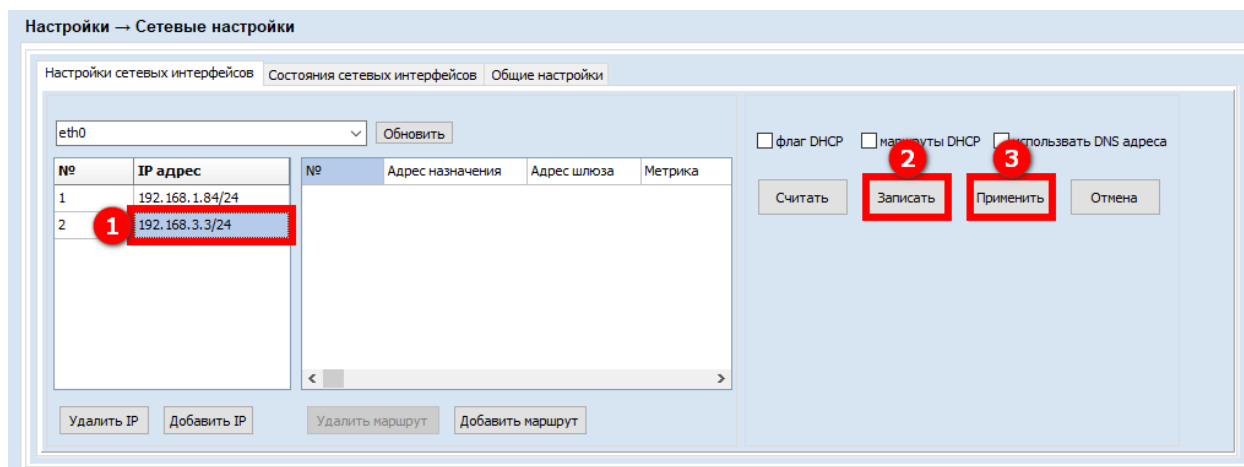 Настройки → Сетевые настройки
Настройки сетевых интерфейсов Состояния сетевых интерфейсов Общие настройки
eth0 Обновить
флаг DHCP маршруты DHCP использвать DNS адреса
№ IP адрес № Адрес назначения Адрес шлюза Метрика
2 3
1 192.168.1.84/24
Считать Записать Применить Отмена
2 1 192.168.3.3/24
Удалить IP Добавить IP Удалить маршрут Добавить маршрут